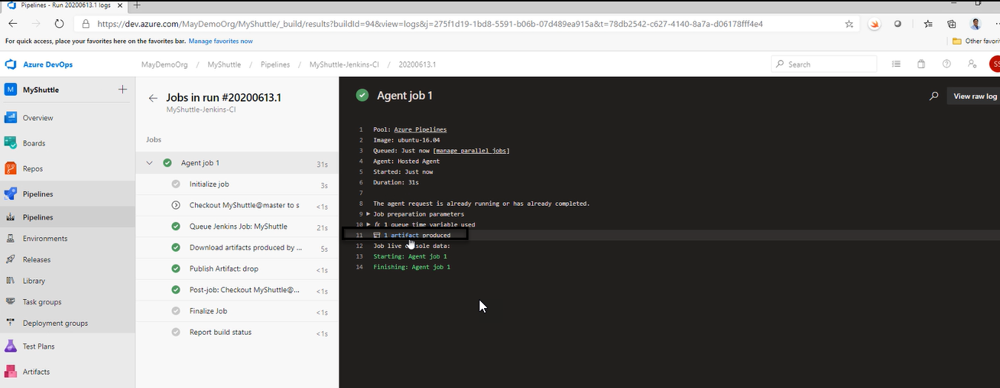 Pipelines - Run 20200613.1 logs
https://dev.azure.com/MayDemoOrg/MyShuttle/_build/results?buildId=94&view=logs&j=275f1d19-1bd8-5591-b06b-07d489ea915a&t=78db2542-c627-4140-8a7a-d06178fff4e4
For quick access, place your favorites here on the favorites bar. Manage favorites now
Other favori
Azure DevOps
MayDemoOrg / MyShuttle / Pipelines / MyShuttle-Jenkins-CI / 20200613.1
Search
SS
M MyShuttle
Overview
Boards
Repos
Pipelines
Pipelines
Environments
Releases
Library
Task groups
Deployment groups
Test Plans
Artifacts
Jobs in run #20200613.1
MyShuttle-Jenkins-CI
Jobs
Agent job 1 31s
Initialize job 3s
Checkout MyShuttle@master to s <1s
Queue Jenkins Job: MyShuttle 21s
Download artifacts produced by ... 5s
Publish Artifact: drop <1s
Post-job: Checkout MyShuttle@... <1s
Finalize Job <1s
Report build status <1s
Agent job 1
View raw log
1 Pool: Azure Pipelines
2 Image: ubuntu-16.04
3 Queued: Just now [manage parallel jobs]
4 Agent: Hosted Agent
5 Started: Just now
6 Duration: 31s
7
8 The agent request is already running or has already completed.
9 Job preparation parameters
10 fx 1 queue time variable used
11 1 artifact produced
12 Job live sole data:
13 Starting: Agent job 1
14 Finishing: Agent job 1